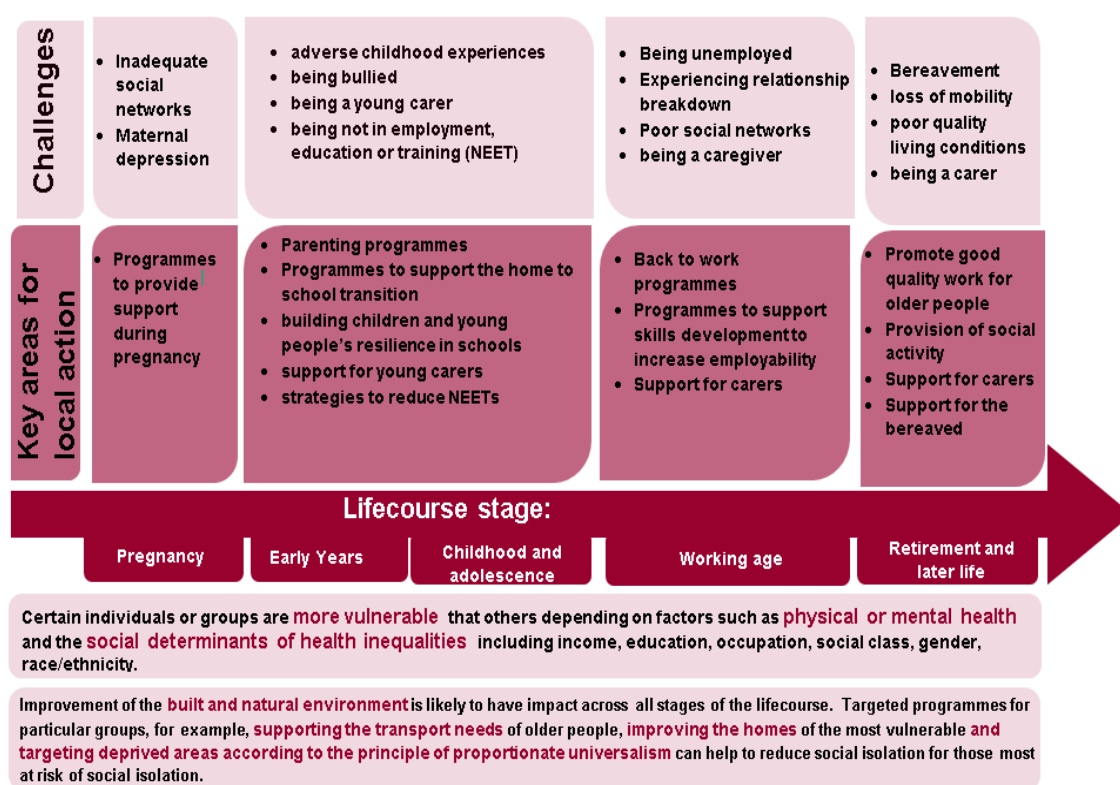 Challenges
• Inadequate
social
networks
• Maternal
depression
• adverse childhood experiences
• being bullied
• being a young carer
• being not in employment,
education or training (NEET)
• Being unemployed
• Experiencing relationship
breakdown
• Poor social networks
• being a caregiver
• Bereavement
• loss of mobility
• poor quality
living conditions
• being a carer
Key areas for
local action
• Programmes
to provide
support
during
pregnancy
• Parenting programmes
• Programmes to support the home to
school transition
• building children and young
people's resilience in schools
• support for young carers
• strategies to reduce NEETs
• Back to work
programmes
• Programmes to support
skills development to
increase employability
• Support for carers
• Promote good
quality work for
older people
• Provision of social
activity
• Support for carers
• Support for the
bereaved
Lifecourse stage:
Pregnancy
Early Years
Childhood and
adolescence
Working age
Retirement and
later life
Certain individuals or groups are more vulnerable that others depending on factors such as physical or mental health
and the social determinants of health inequalities including income, education, occupation, social class, gender,
race/ethnicity.
Improvement of the built and natural environment is likely to have impact across all stages of the lifecourse. Targeted programmes for
particular groups, for example, supporting the transport needs of older people, improving the homes of the most vulnerable and
targeting deprived areas according to the principle of proportionate universalism can help to reduce social isolation for those most
at risk of social isolation.